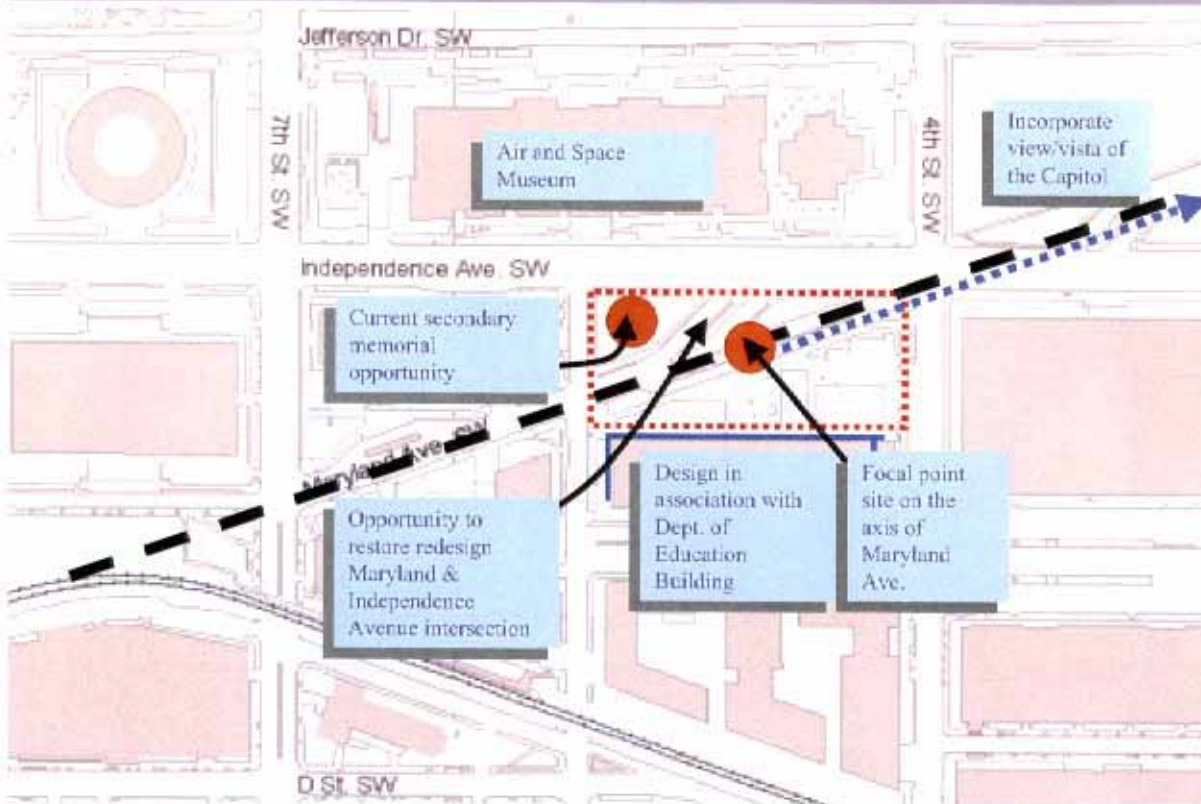 Jefferson Dr. SW
7th St. SW
4th St. SW
Air and Space
Museum
Incorporate
view/vista of
the Capitol
Independence Ave. SW
Current secondary
memorial
opportunity
Maryland Ave. SW
Opportunity to
restore redesign
Maryland &
Independence
Avenue intersection
Design in
association with
Dept. of
Education
Building
Focal point
site on the
axis of
Maryland
Ave.
D St. SW